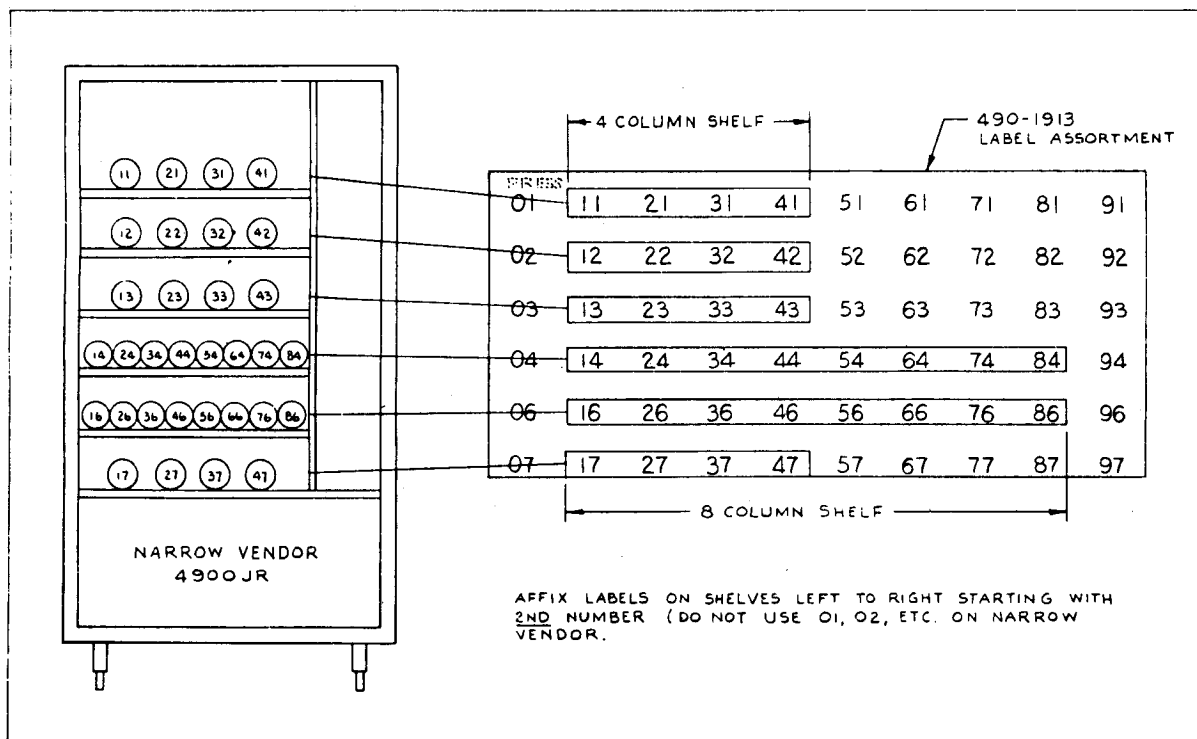 4 COLUMN SHELF
490-1913
LABEL ASSORTMENT
11 21 31 41
PRESS
01 11 21 31 41 51 61 71 81 91
12 22 32 42
02 12 22 32 42 52 62 72 82 92
13 23 33 43
03 13 23 33 43 53 63 73 83 93
14 24 34 44 54 64 74 84
04 14 24 34 44 54 64 74 84 94
16 26 36 46 56 66 76 86
06 16 26 36 46 56 66 76 86 96
17 27 37 47
07 17 27 37 47 57 67 77 87 97
8 COLUMN SHELF
NARROW VENDOR
4900JR
AFFIX LABELS ON SHELVES LEFT TO RIGHT STARTING WITH
2ND NUMBER (DO NOT USE 01, 02, ETC. ON NARROW
VENDOR.